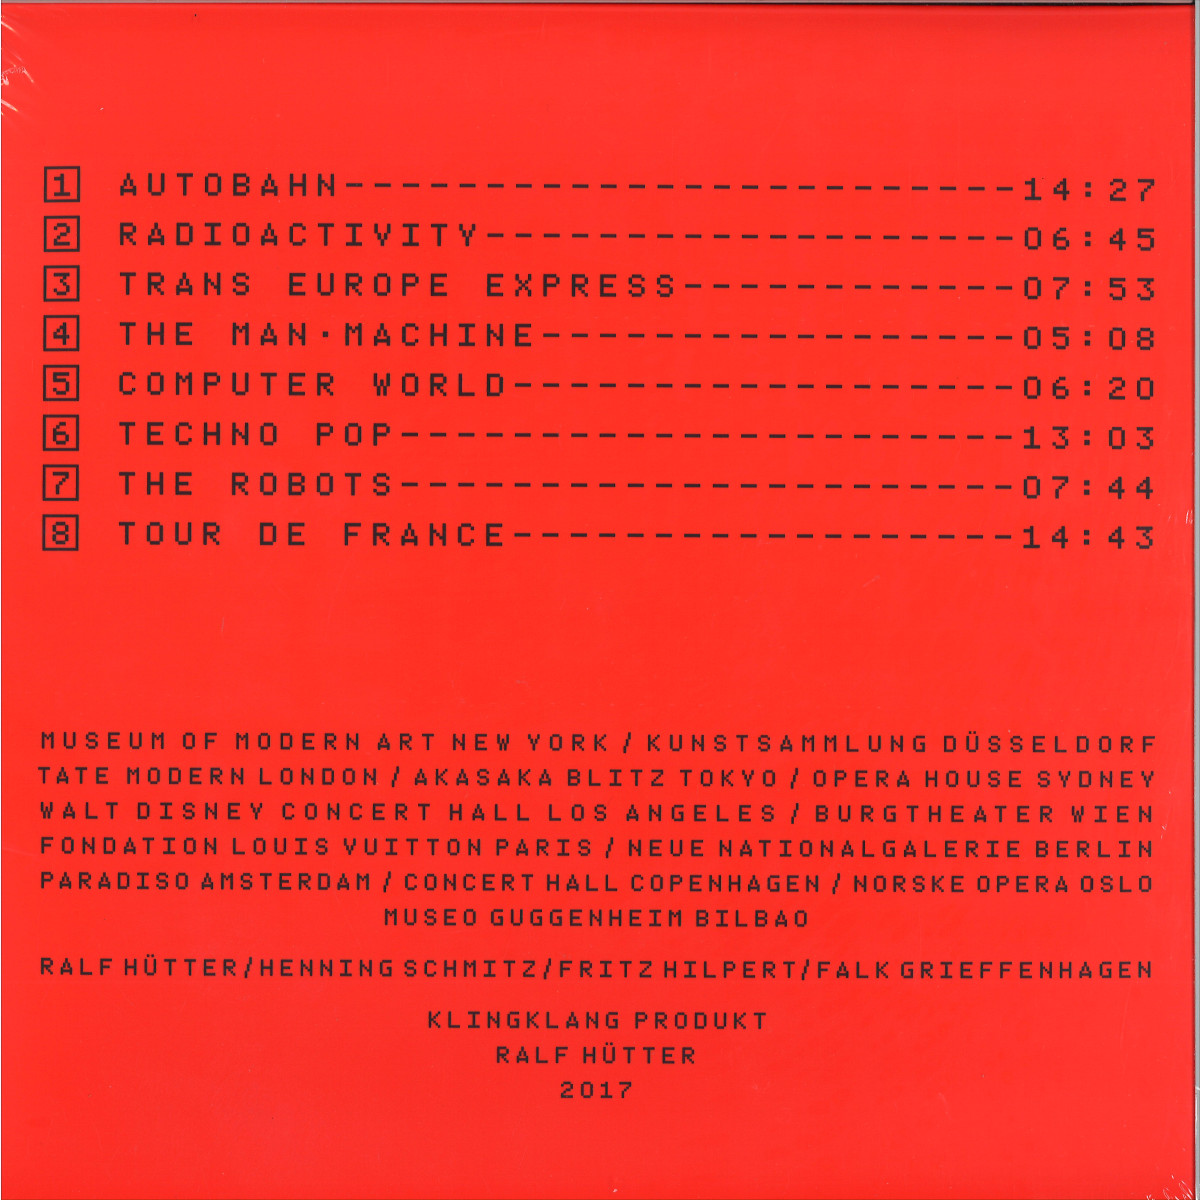 1 AUTOBAHN------------------------14:27
2 RADIOACTIVITY-------------------06:45
3 TRANS EUROPE EXPRESS------------07:53
4 THE MAN·MACHINE-----------------05:08
5 COMPUTER WORLD------------------06:20
6 TECHNO POP----------------------13:03
7 THE ROBOTS----------------------07:44
8 TOUR DE FRANCE------------------14:43
MUSEUM OF MODERN ART NEW YORK / KUNSTSAMMLUNG DÜSSELDORF
TATE MODERN LONDON / AKASAKA BLITZ TOKYO / OPERA HOUSE SYDNEY
WALT DISNEY CONCERT HALL LOS ANGELES / BURGTHEATER WIEN
FONDATION LOUIS VUITTON PARIS / NEUE NATIONALGALERIE BERLIN
PARADISO AMSTERDAM / CONCERT HALL COPENHAGEN / NORSKE OPERA OSLO
MUSEO GUGGENHEIM BILBAO
RALF HÜTTER/HENNING SCHMITZ/FRITZ HILPERT/FALK GRIEFFENHAGEN
KLINGKLANG PRODUKT
RALF HÜTTER
2017